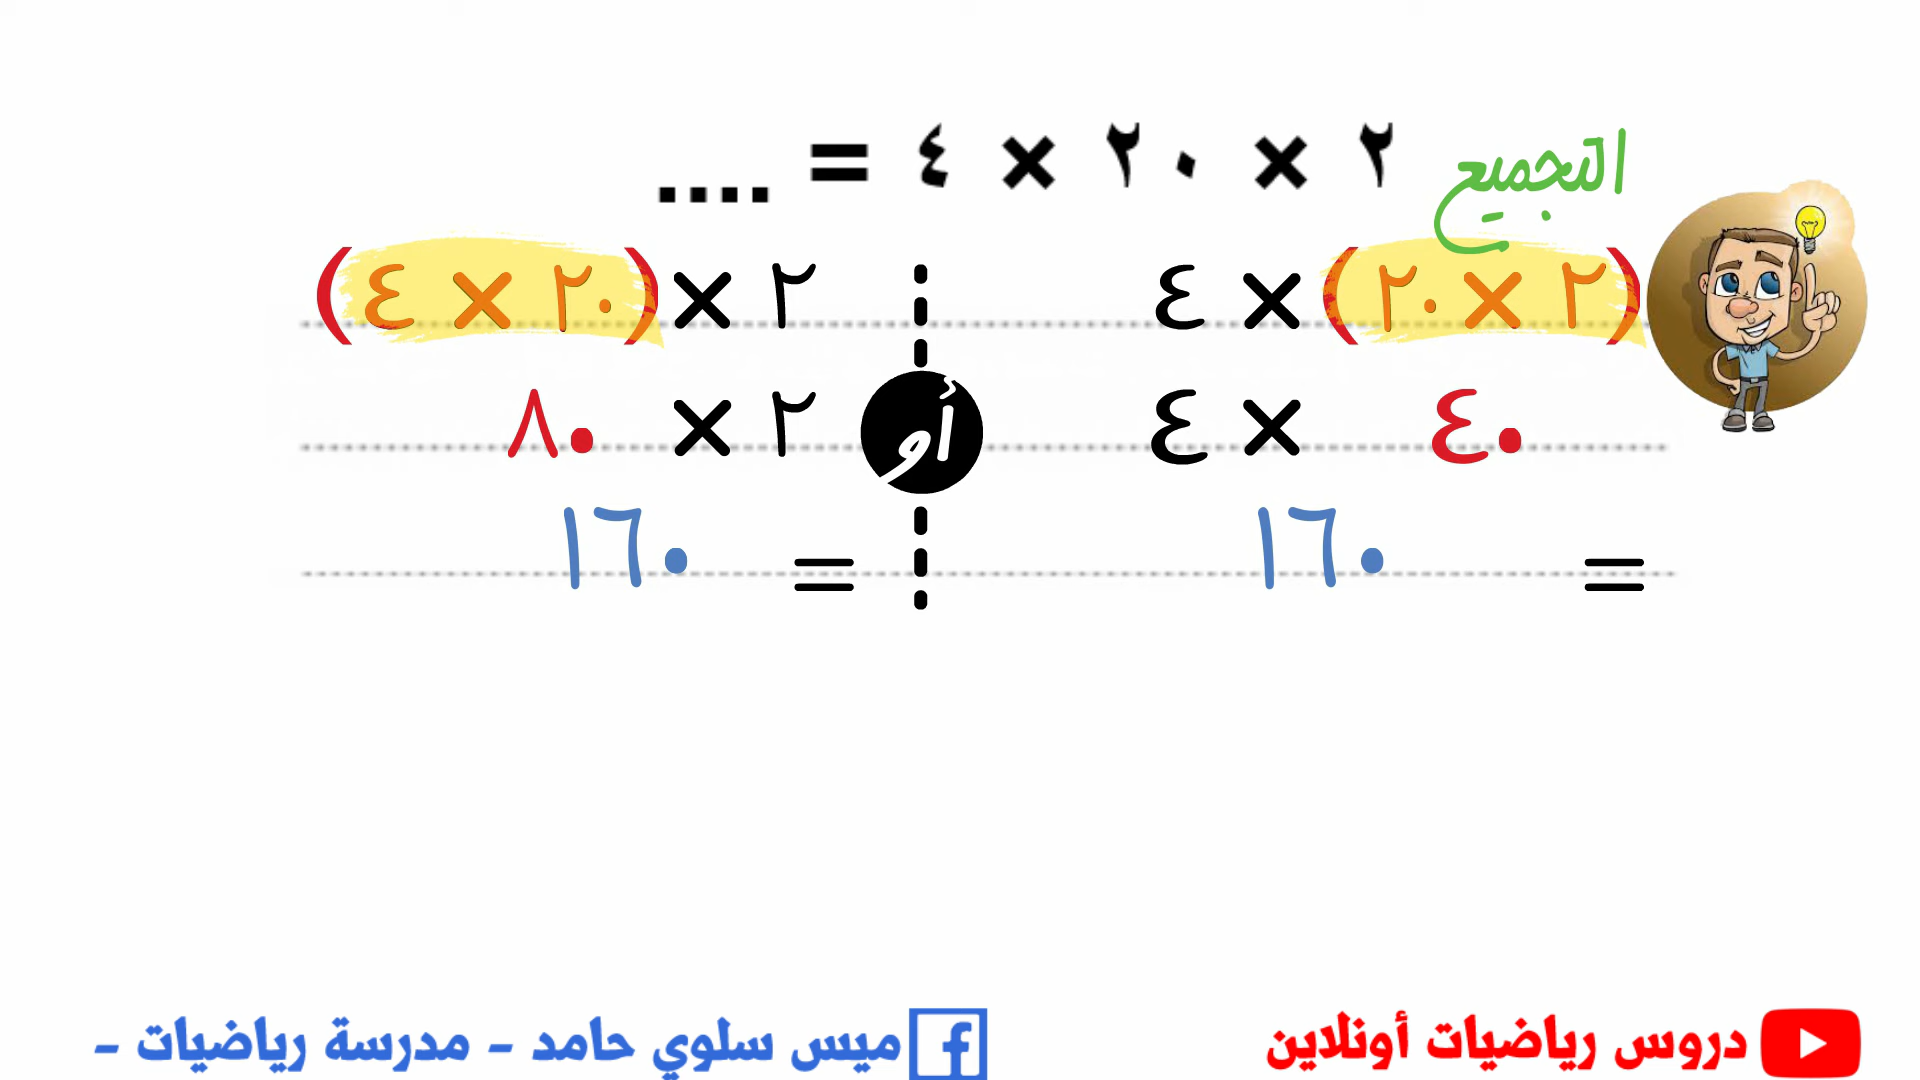 ٢ × ٢٠ × ٤ = ....
التجميع
(٢ × ٢٠) × ٤
٤٠ × ٤
= ١٦٠
أو
٢ × (٢٠ × ٤)
٢ × ٨٠
= ١٦٠
دروس رياضيات أونلاين
ميس سلوي حامد - مدرسة رياضيات -